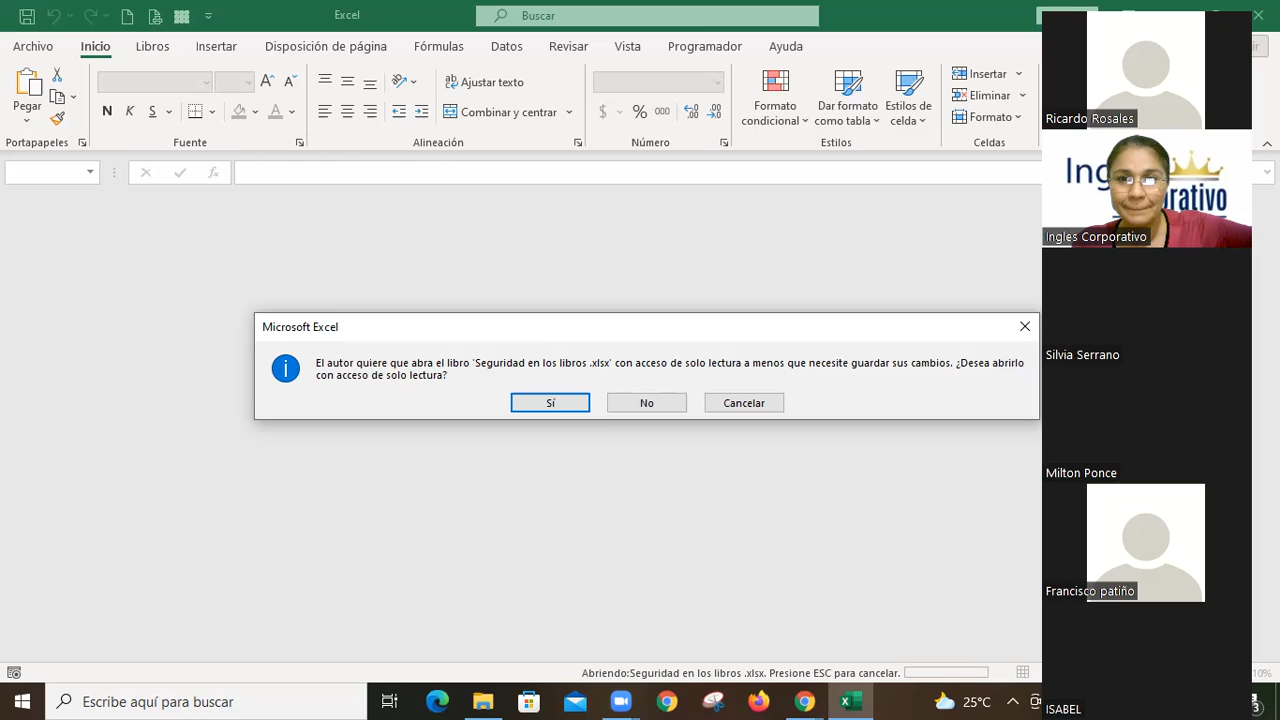 Excel
Buscar
Archivo
Inicio
Libros
Insertar
Disposición de página
Fórmulas
Datos
Revisar
Vista
Programador
Ayuda
Pegar
N K S
A A
Ajustar texto
Combinar y centrar
$ % 000
Formato condicional
Dar formato como tabla
Estilos de celda
Insertar
Eliminar
Formato
Portapapeles
Fuente
Alineación
Número
Estilos
Celdas
Microsoft Excel
El autor quiere que abra el libro 'Seguridad en los libros .xlsx' con acceso de solo lectura a menos que necesite guardar sus cambios. ¿Desea abrirlo
con acceso de solo lectura?
Sí
No
Cancelar
Abriendo:Seguridad en los libros .xlsx. Presione ESC para cancelar.
10%
Escribe aquí para buscar
25°C
Ricardo Rosales
Ingles Corporativo
Silvia Serrano
Milton Ponce
Francisco patiño
ISABEL